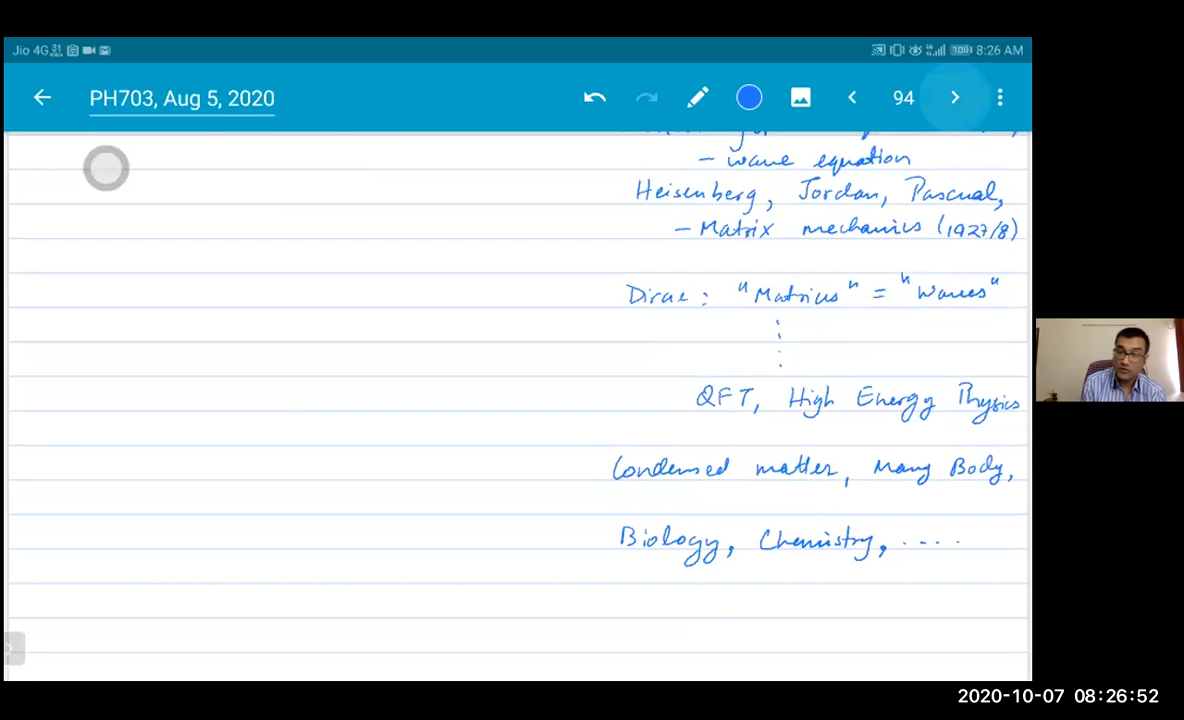 Jio 4G 8:26 AM
PH703, Aug 5, 2020 94
- wave equation
Heisenberg, Jordan, Pascual,
- Matrix mechanics (1927/8)
Dirac: "Matrices" = "Waves"
QFT, High Energy Physics
Condensed matter, Many Body,
Biology, Chemistry, ....
2020-10-07 08:26:52